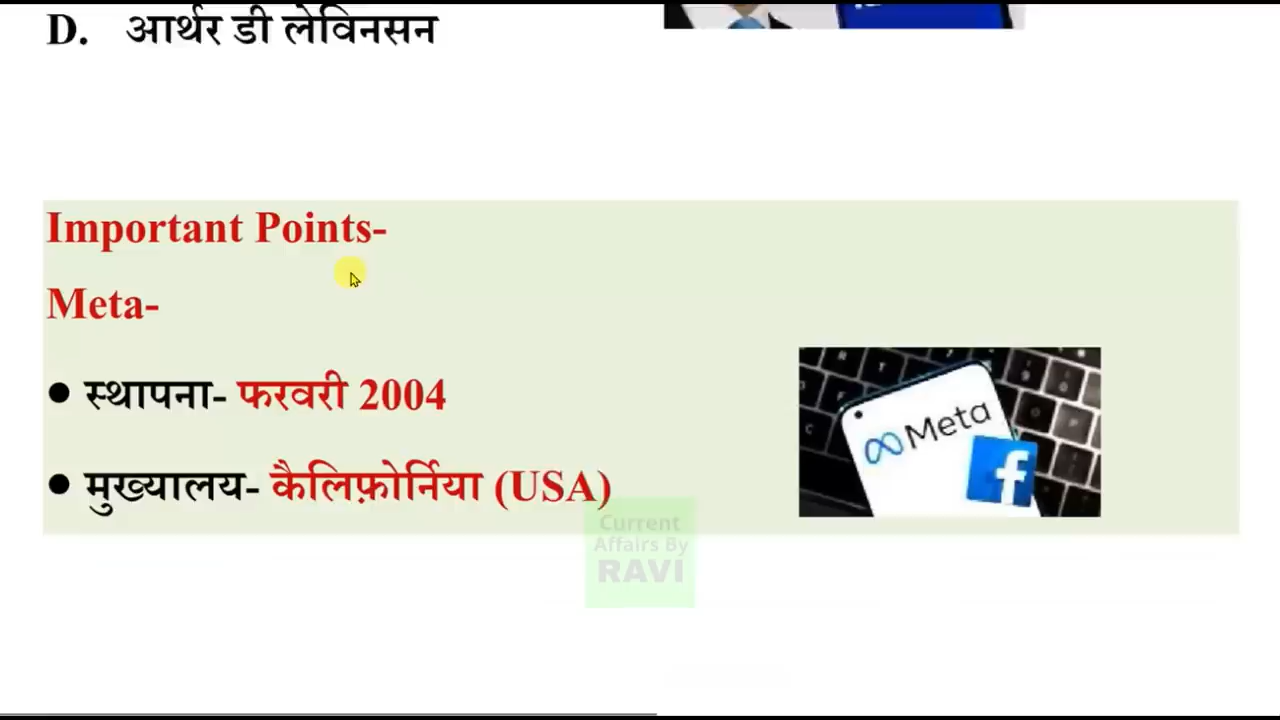 D. आर्थर डी लेविनसन
Important Points-
Meta-
● स्थापना- फरवरी 2004
● मुख्यालय- कैलिफ़ोर्निया (USA)
Meta
f
Current
Affairs By
RAVI